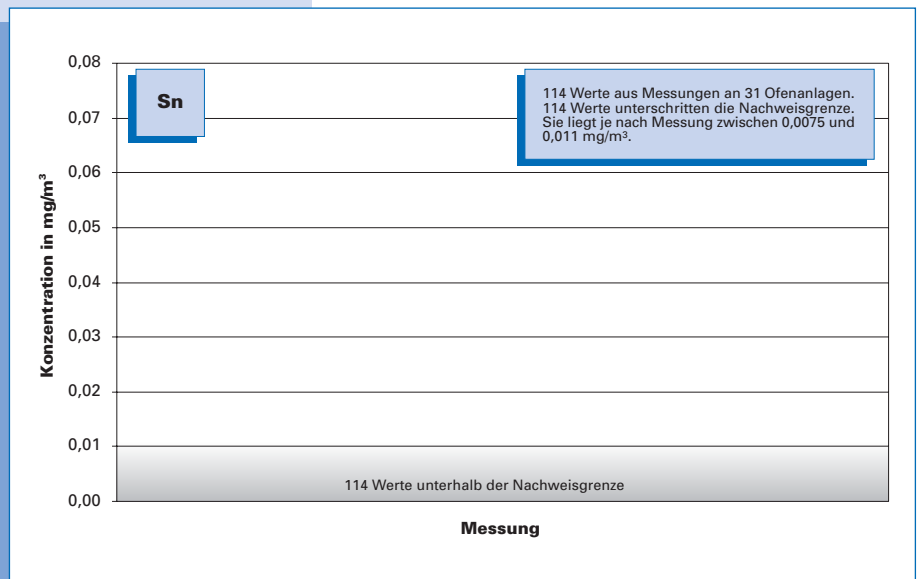 0,08
Sn
114 Werte aus Messungen an 31 Ofenanlagen.
114 Werte unterschritten die Nachweisgrenze.
Sie liegt je nach Messung zwischen 0,0075 und
0,011 mg/m³.
0,07
0,06
0,05
0,04
0,03
0,02
0,01
0,00
Konzentration in mg/m³
114 Werte unterhalb der Nachweisgrenze
Messung